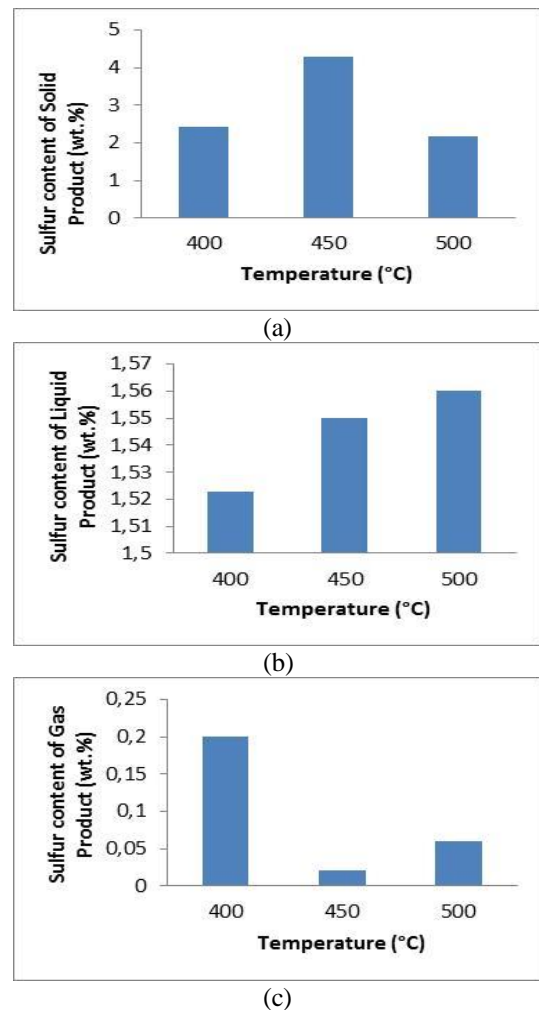 Sulfur content of Solid
Product (wt.%)
5
4
3
2
1
0
400 450 500
Temperature (°C)
(a)
Sulfur content of Liquid
Product (wt.%)
1,57
1,56
1,55
1,54
1,53
1,52
1,51
1,5
400 450 500
Temperature (°C)
(b)
Sulfur content of Gas
Product (wt.%)
0,25
0,2
0,15
0,1
0,05
0
400 450 500
Temperature (°C)
(c)